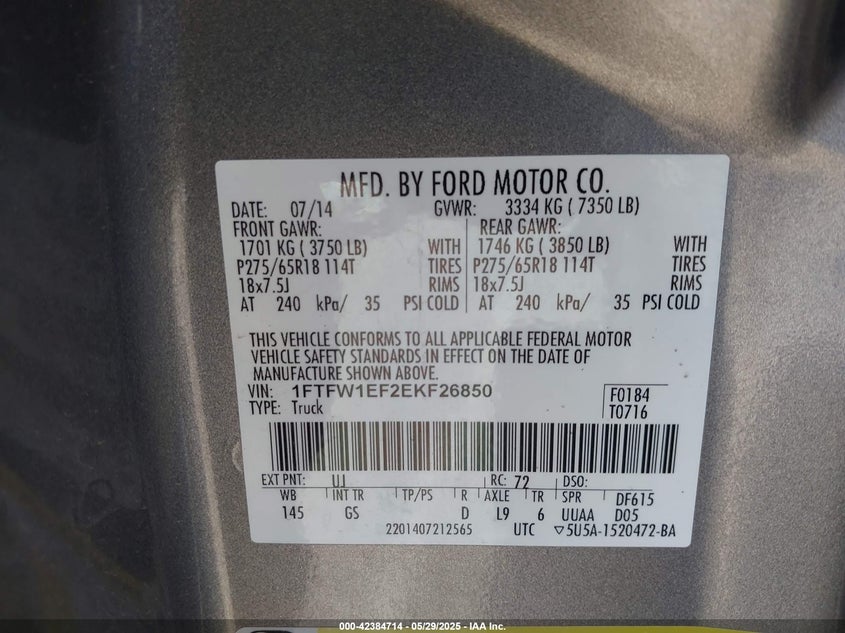 MFD. BY FORD MOTOR CO.
DATE: 07/14 GVWR: 3334 KG ( 7350 LB)
FRONT GAWR: REAR GAWR:
1701 KG ( 3750 LB) WITH 1746 KG ( 3850 LB) WITH
P275/65R18 114T TIRES P275/65R18 114T TIRES
18x7.5J RIMS 18x7.5J RIMS
AT 240 kPa/ 35 PSI COLD AT 240 kPa/ 35 PSI COLD
THIS VEHICLE CONFORMS TO ALL APPLICABLE FEDERAL MOTOR
VEHICLE SAFETY STANDARDS IN EFFECT ON THE DATE OF
MANUFACTURE SHOWN ABOVE.
VIN: 1FTFW1EF2EKF26850 F0184
TYPE: Truck T0716
EXT PNT: UJ RC: 72 DSO:
WB INT TR TP/PS R AXLE TR SPR DF615
145 GS D L9 6 UUAA D05
2201407212565 UTC ▽5U5A-1520472-BA
000-42384714 - 05/29/2025 - IAA Inc.